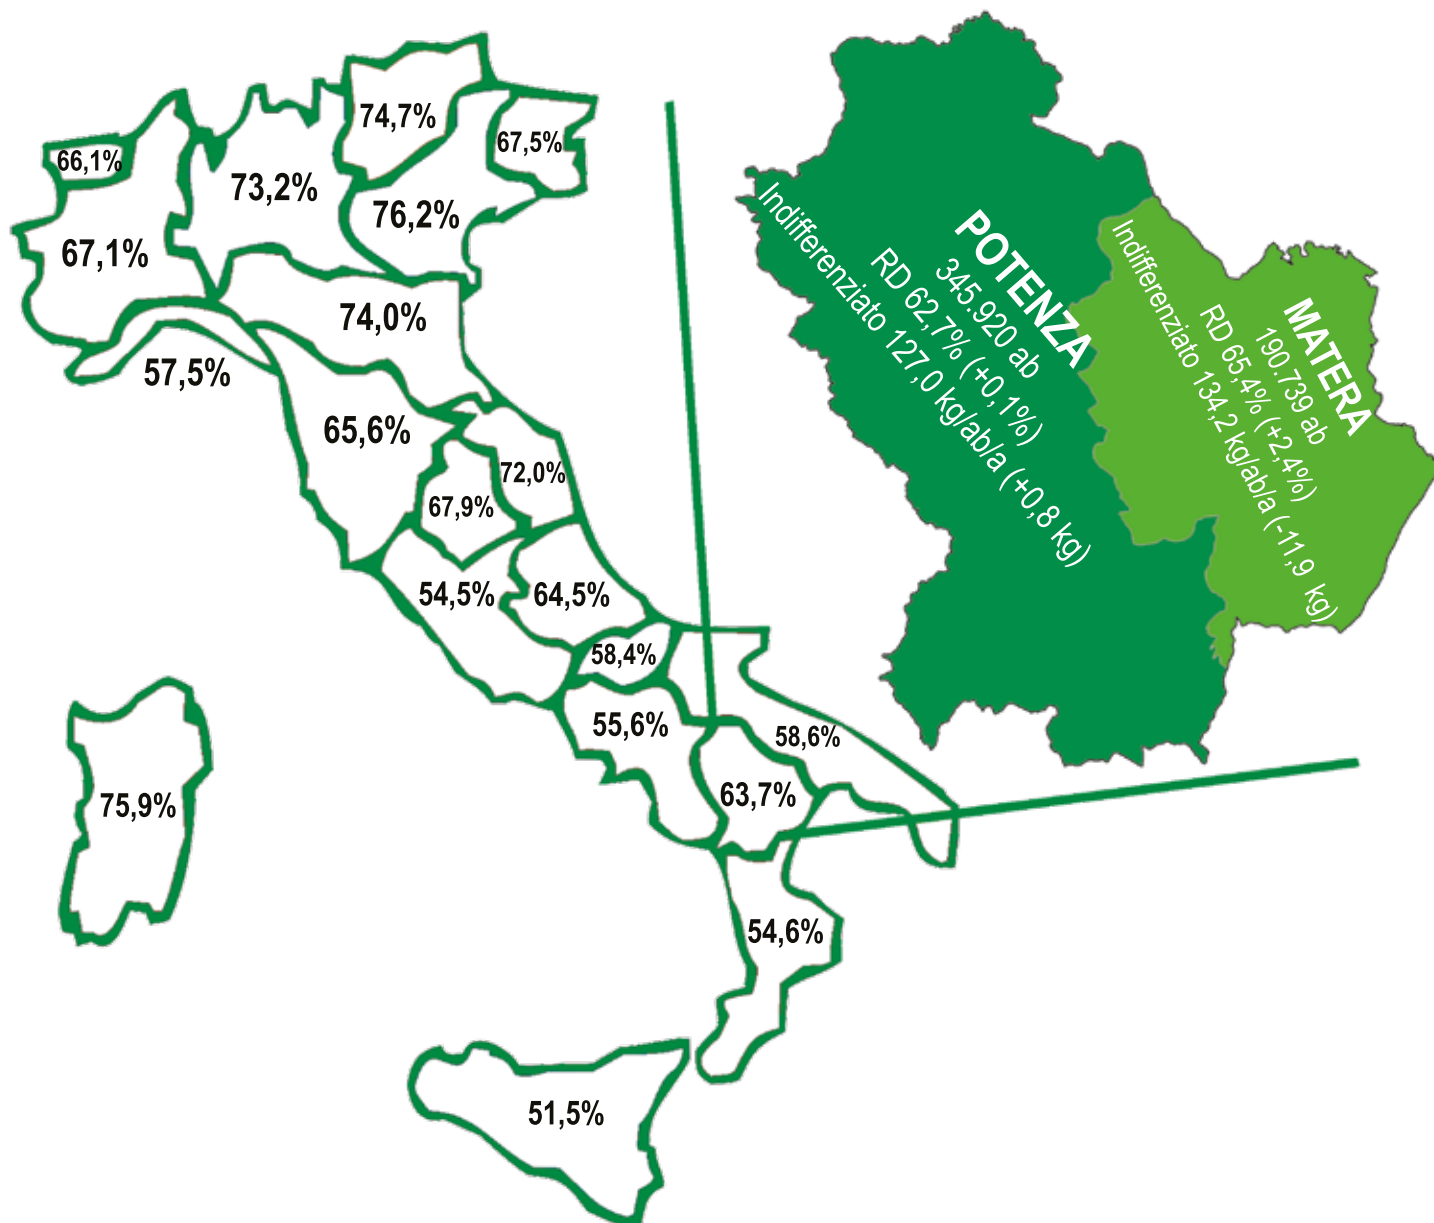 74,7%
67,5%
66,1%
73,2%
76,2%
67,1%
74,0%
57,5%
65,6%
72,0%
67,9%
54,5%
64,5%
58,4%
55,6%
58,6%
63,7%
75,9%
54,6%
51,5%
POTENZA
345.920 ab
RD 62,7% (+0,1%)
Indifferenziato 127,0 kg/ab/a (+0,8 kg)
MATERA
190.739 ab
RD 65,4% (+2,4%)
Indifferenziato 134,2 kg/ab/a (-11,9 kg)